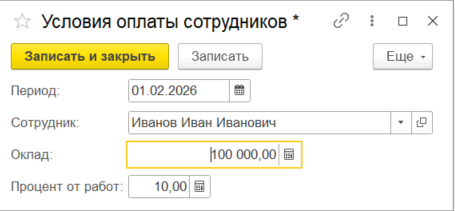 Условия оплаты сотрудников *
Записать и закрыть Записать Еще
Период: 01.02.2026
Сотрудник: Иванов Иван Иванович
Оклад: 100 000,00
Процент от работ: 10,00